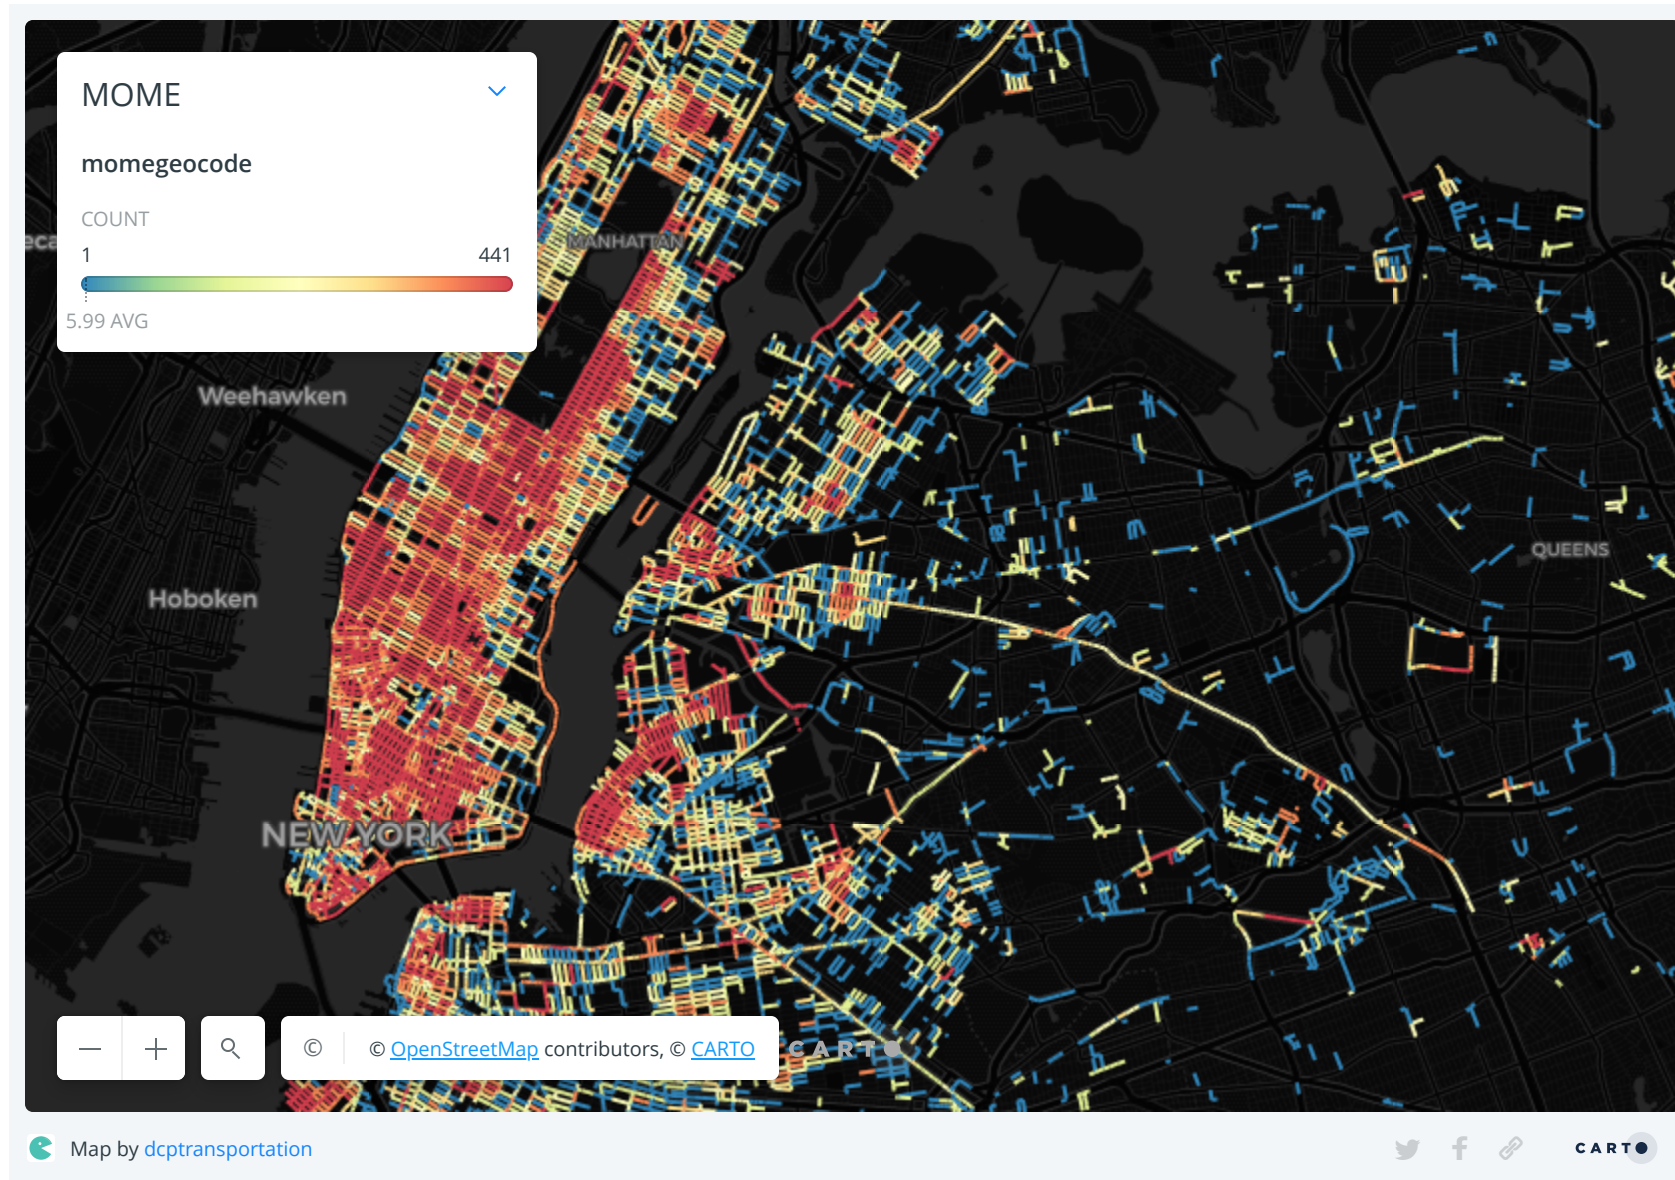 MOME
momegeocode
COUNT
1 441
5.99 AVG
eca
MANHATTAN
Weehawken
Hoboken
QUEENS
NEW YORK
© © OpenStreetMap contributors, © CARTO
CARTO
Map by dcptransportation
CARTO